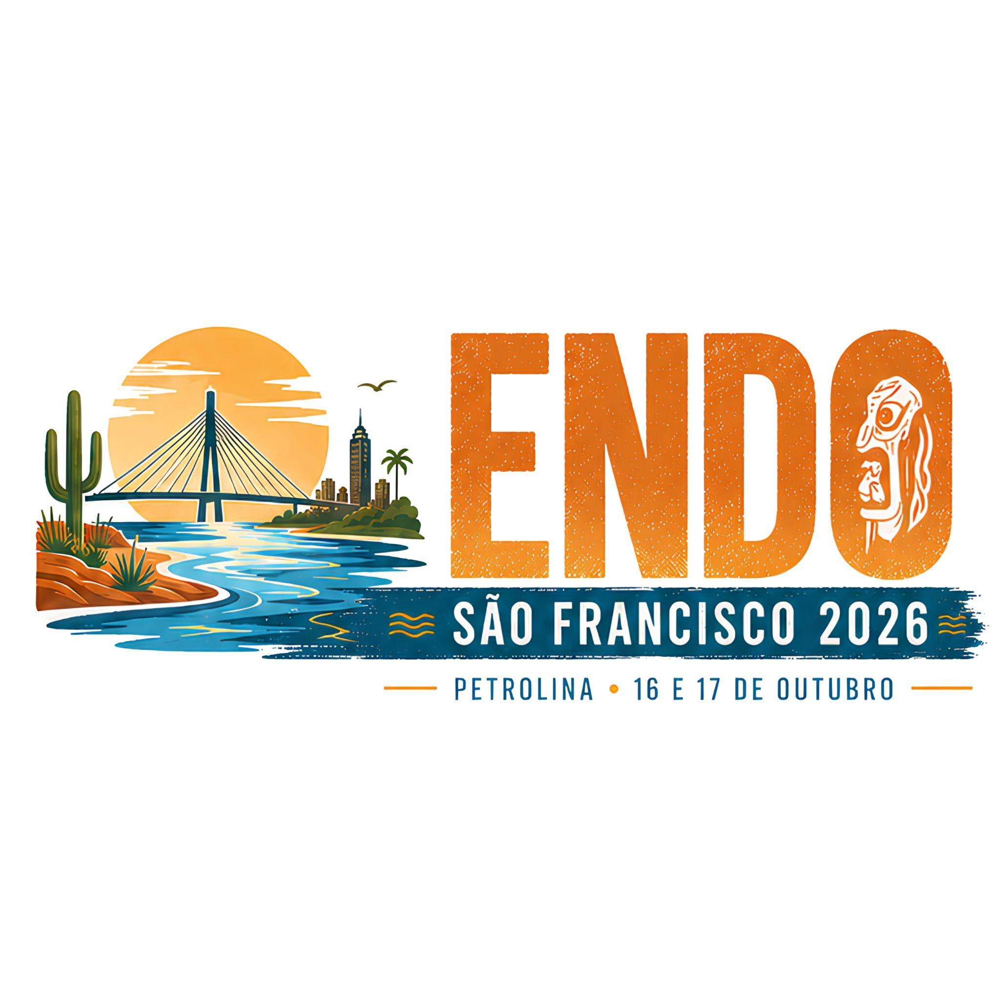 ENDO
SÃO FRANCISCO 2026
PETROLINA • 16 E 17 DE OUTUBRO